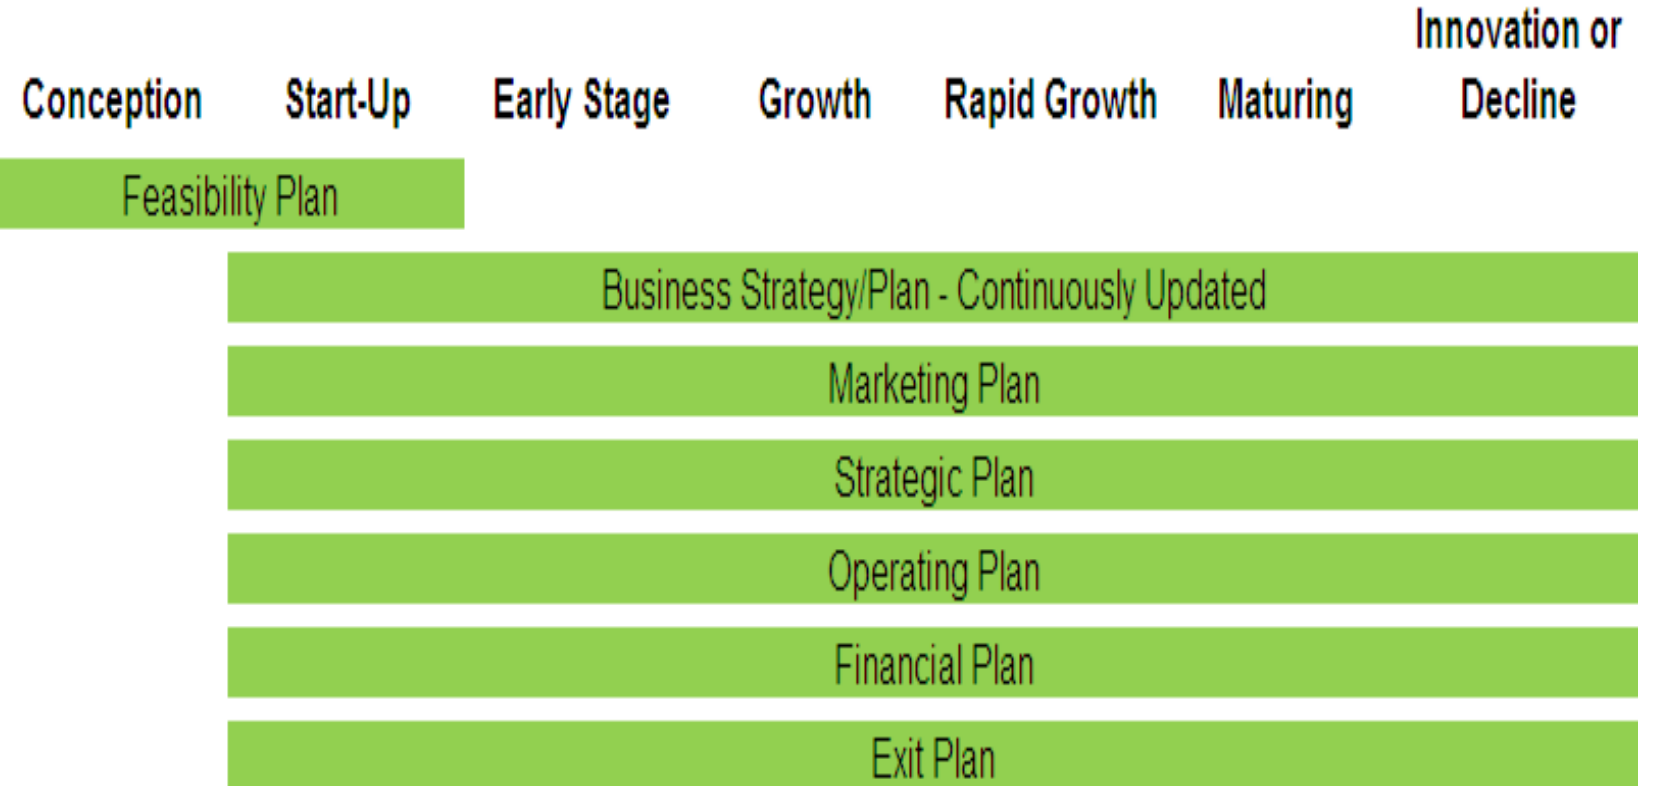 Innovation or
Conception Start-Up Early Stage Growth Rapid Growth Maturing Decline
Feasibility Plan
Business Strategy/Plan - Continuously Updated
Marketing Plan
Strategic Plan
Operating Plan
Financial Plan
Exit Plan